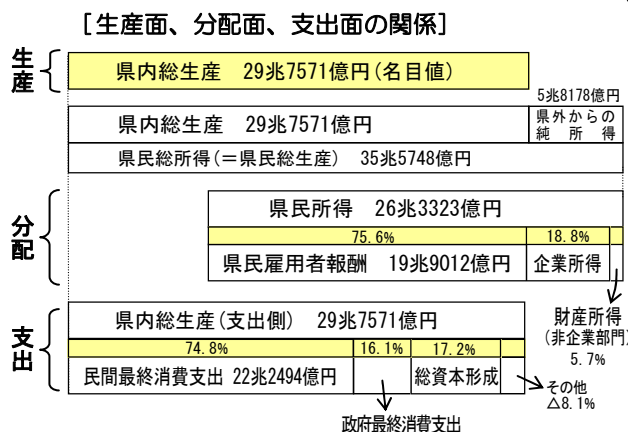 [生産面、分配面、支出面の関係]
生産
県内総生産 29兆7571億円(名目値)
5兆8178億円
県内総生産 29兆7571億円
県外からの
純所得
県民総所得(=県民総生産) 35兆5748億円
分配
県民所得 26兆3323億円
75.6%
18.8%
県民雇用者報酬 19兆9012億円
企業所得
財産所得
(非企業部門)
5.7%
支出
県内総生産(支出側) 29兆7571億円
74.8%
16.1%
17.2%
民間最終消費支出 22兆2494億円
総資本形成
その他
△8.1%
政府最終消費支出